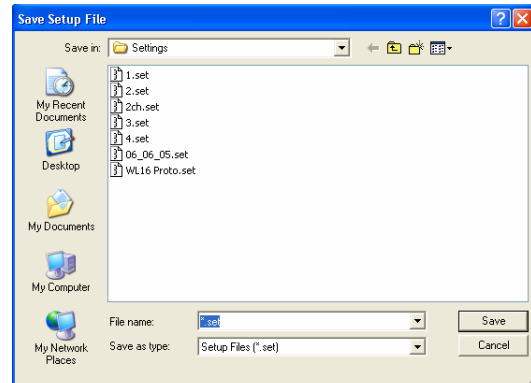 Save Setup File
Save in: Settings
My Recent Documents
Desktop
My Documents
My Computer
My Network Places
1.set
2.set
2ch.set
3.set
4.set
06_06_05.set
WL16 Proto.set
File name: *.set
Save
Save as type: Setup Files (*.set)
Cancel